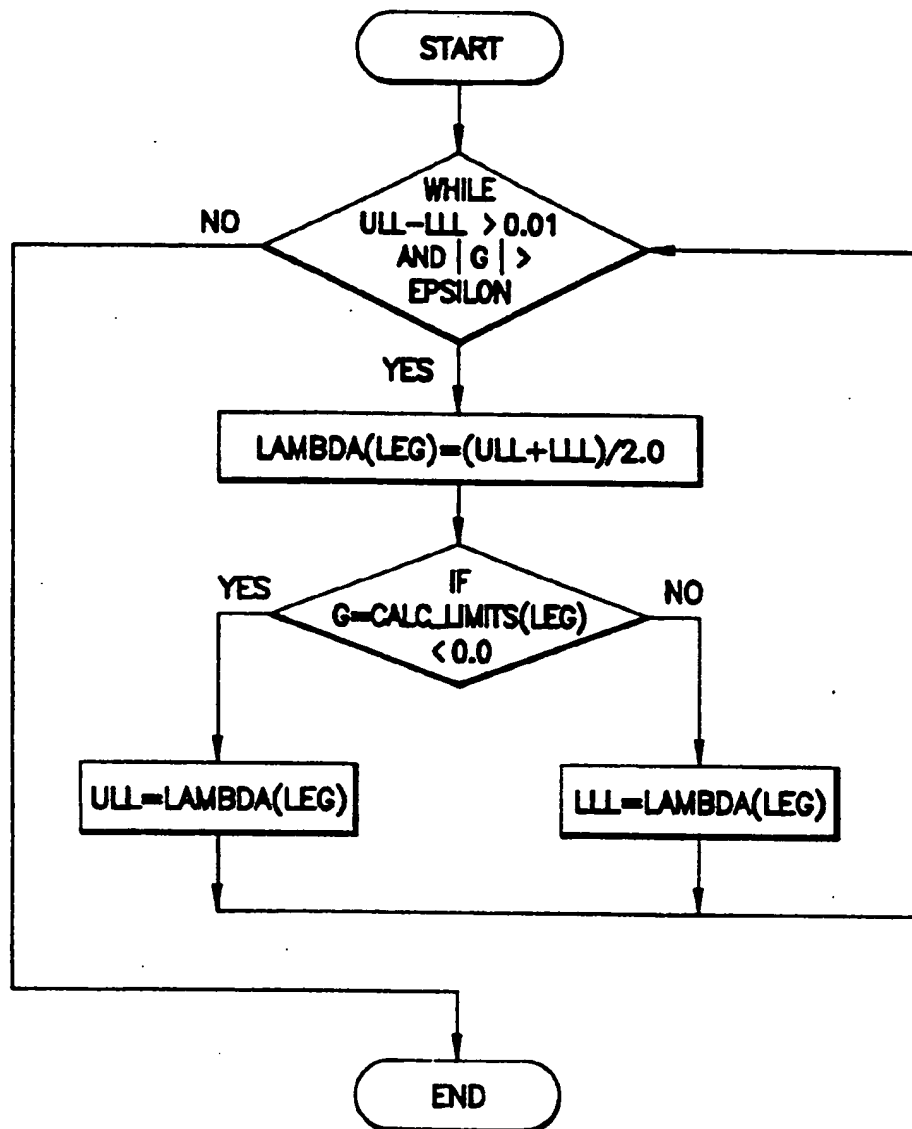 START
NO
WHILE
ULL-LLL >0.01
AND | G | >
EPSILON
YES
LAMBDA(LEG)=(ULL+LLL)/2.0
YES
IF
G=CALC_LIMITS(LEG)
<0.0
NO
ULL=LAMBDA(LEG)
LLL=LAMBDA(LEG)
END